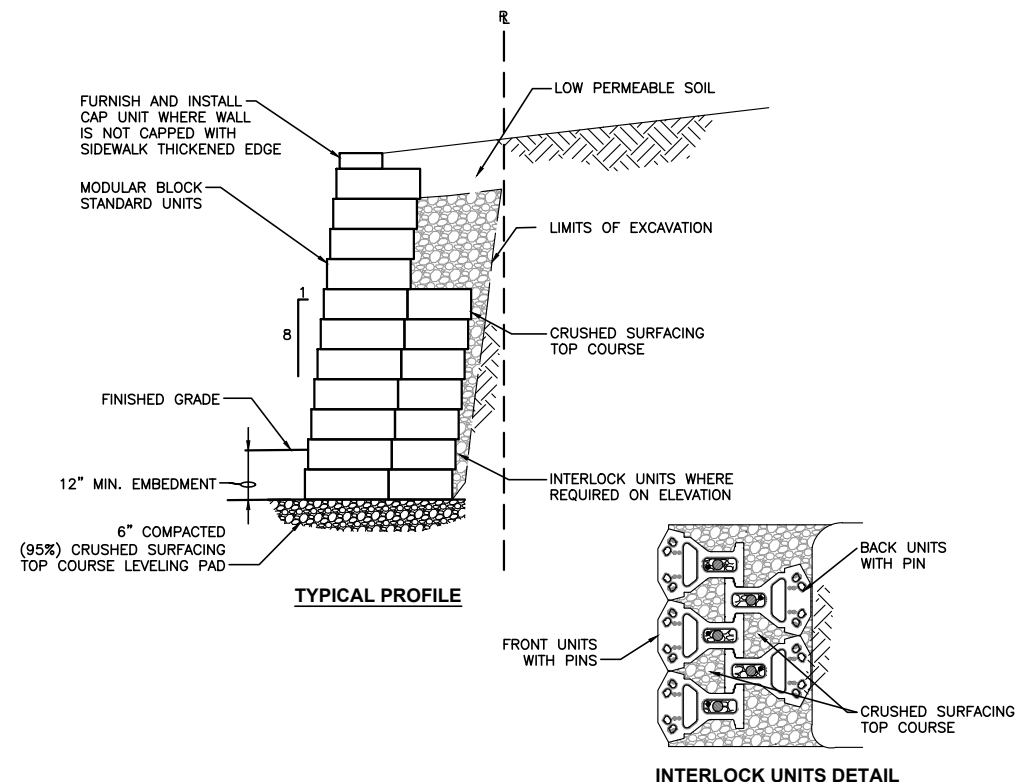 ℞
FURNISH AND INSTALL
CAP UNIT WHERE WALL
IS NOT CAPPED WITH
SIDEWALK THICKENED EDGE
LOW PERMEABLE SOIL
MODULAR BLOCK
STANDARD UNITS
LIMITS OF EXCAVATION
1
8
CRUSHED SURFACING
TOP COURSE
FINISHED GRADE
12" MIN. EMBEDMENT
INTERLOCK UNITS WHERE
REQUIRED ON ELEVATION
6" COMPACTED
(95%) CRUSHED SURFACING
TOP COURSE LEVELING PAD
TYPICAL PROFILE
BACK UNITS
WITH PIN
FRONT UNITS
WITH PINS
CRUSHED SURFACING
TOP COURSE
INTERLOCK UNITS DETAIL